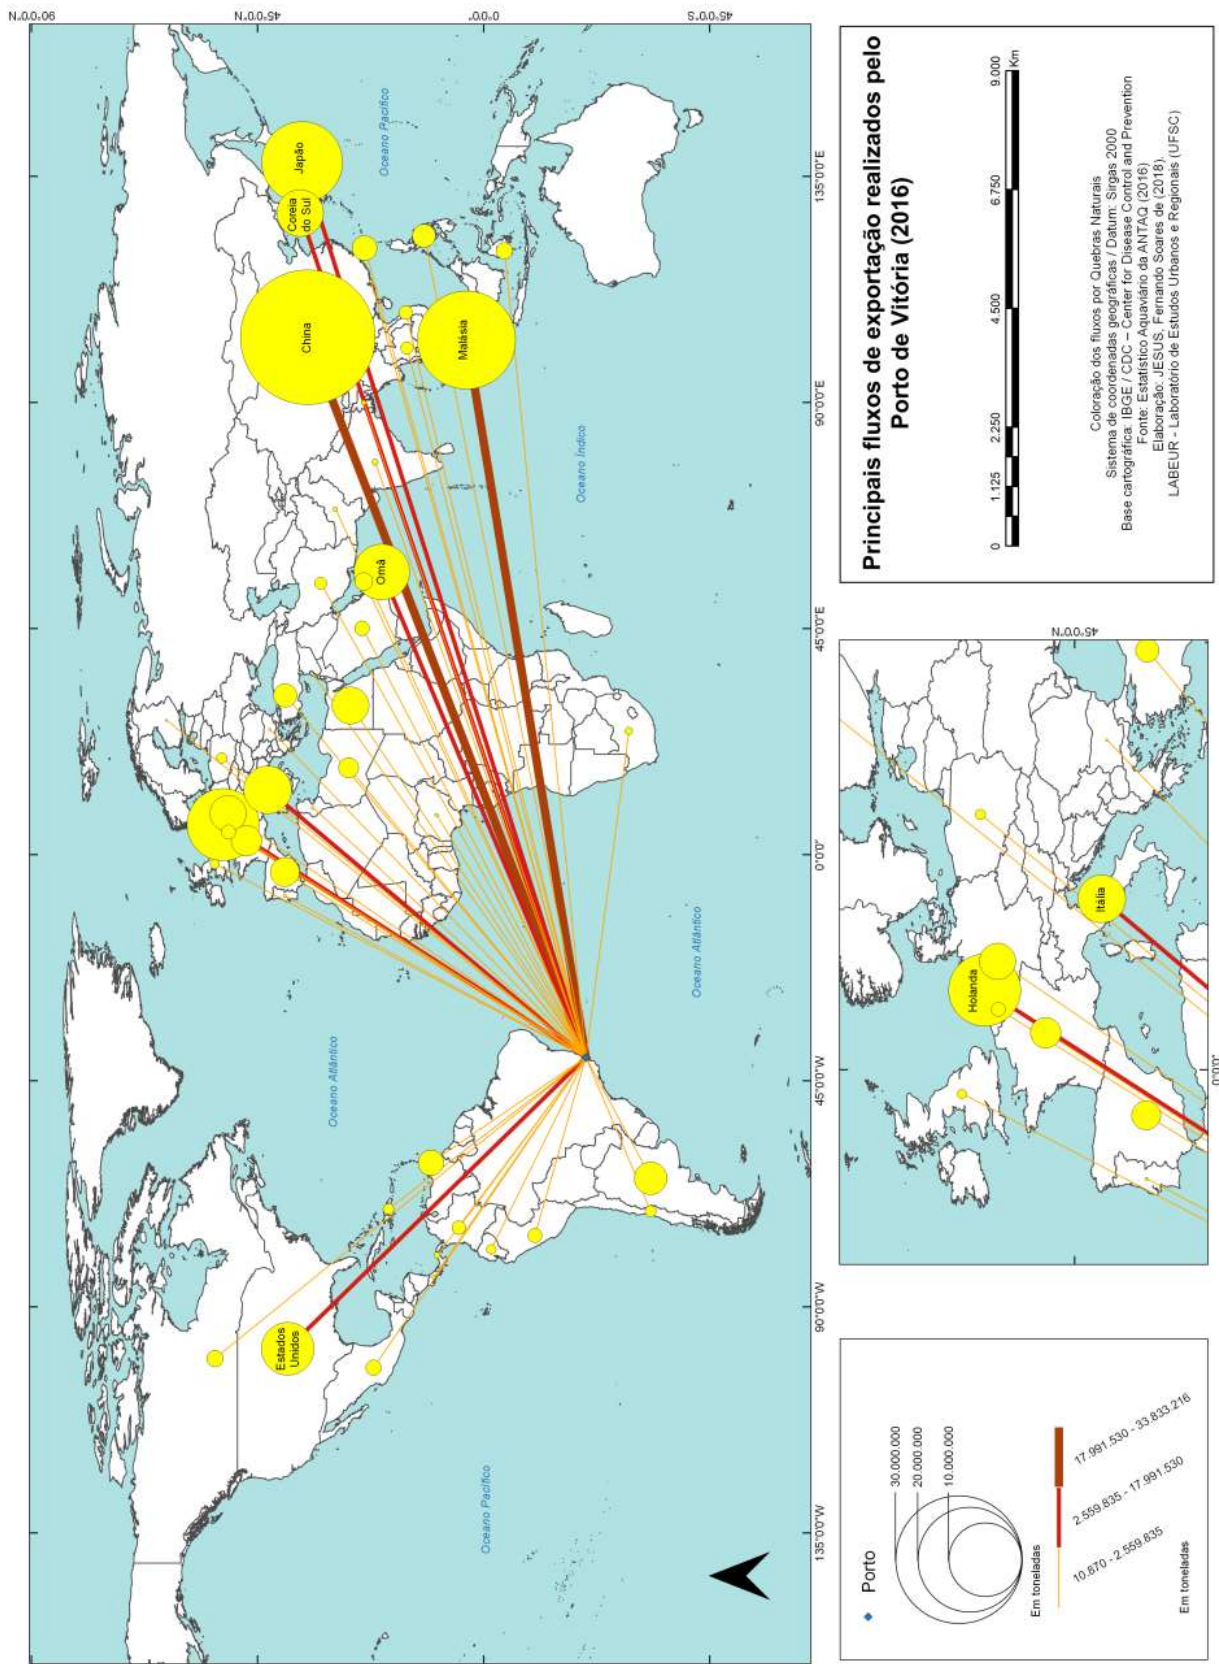 90°0'0"N
45°0'0"N
0°0'0"
45°0'0"S
135°0'0"W
90°0'0"W
45°0'0"W
0°0'0"
45°0'0"E
90°0'0"E
135°0'0"E
Oceano Pacífico
Oceano Atlântico
Oceano Atlântico
Oceano Índico
Oceano Pacífico
Estados
Unidos
Omã
China
Malásia
Coreia
do Sul
Japão
Porto
30.000.000
20.000.000
10.000.000
Em toneladas
10.870 - 2.559.835
2.559.835 - 17.991.530
17.991.530 - 33.833.216
Em toneladas
Holanda
Itália
45°0'0"N
0°0'0"
Principais fluxos de exportação realizados pelo
Porto de Vitória (2016)
0 1.125 2.250 4.500 6.750 9.000
Km
Coloração dos fluxos por Quebras Naturais
Sistema de coordenadas geográficas / Datum: Sirgas 2000
Base cartográfica: IBGE / CDC – Center for Disease Control and Prevention
Fonte: Estatístico Aquaviário da ANTAQ (2016)
Elaboração: JESUS, Fernando Soares de (2018).
LABEUR - Laboratório de Estudos Urbanos e Regionais (UFSC)